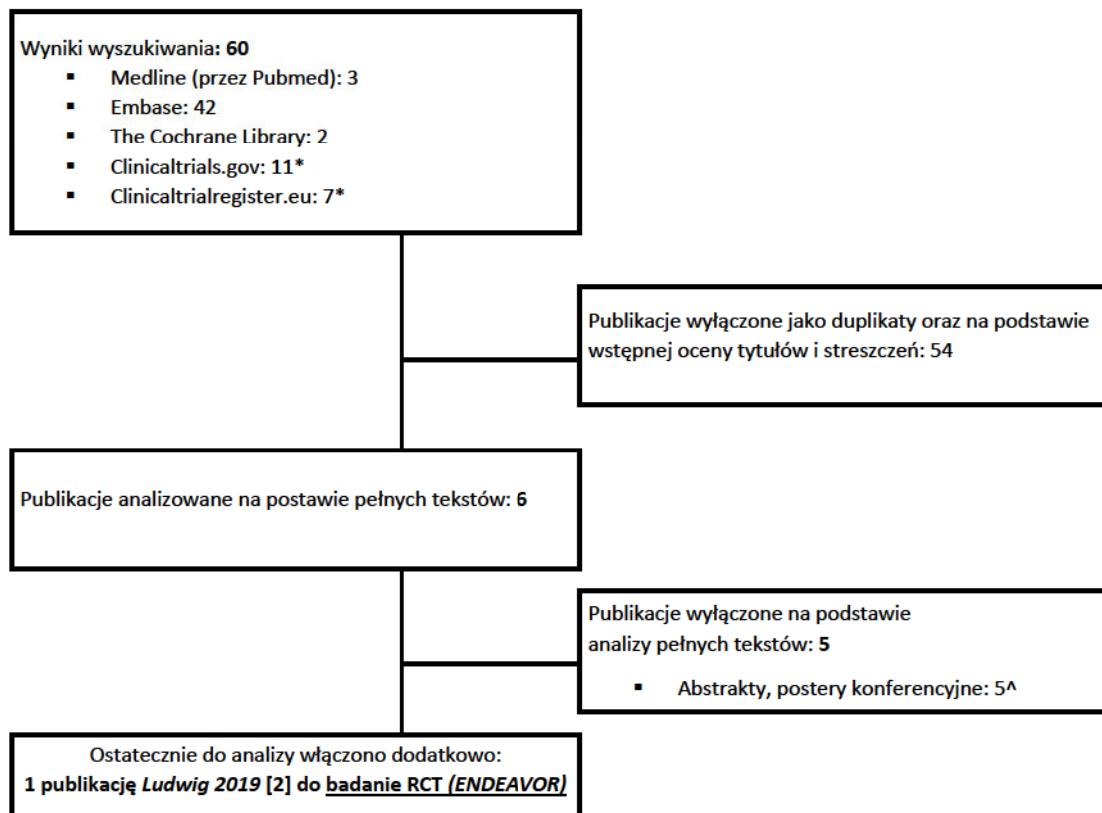 Wyniki wyszukiwania: 60
▪ Medline (przez Pubmed): 3
▪ Embase: 42
▪ The Cochrane Library: 2
▪ Clinicaltrials.gov: 11*
▪ Clinicaltrialregister.eu: 7*
Publikacje wyłączone jako duplikaty oraz na podstawie
wstępnej oceny tytułów i streszczeń: 54
Publikacje analizowane na postawie pełnych tekstów: 6
Publikacje wyłączone na podstawie
analizy pełnych tekstów: 5
▪ Abstrakty, postery konferencyjne: 5^
Ostatecznie do analizy włączono dodatkowo:
1 publikację Ludwig 2019 [2] do badanie RCT (ENDEAVOR)